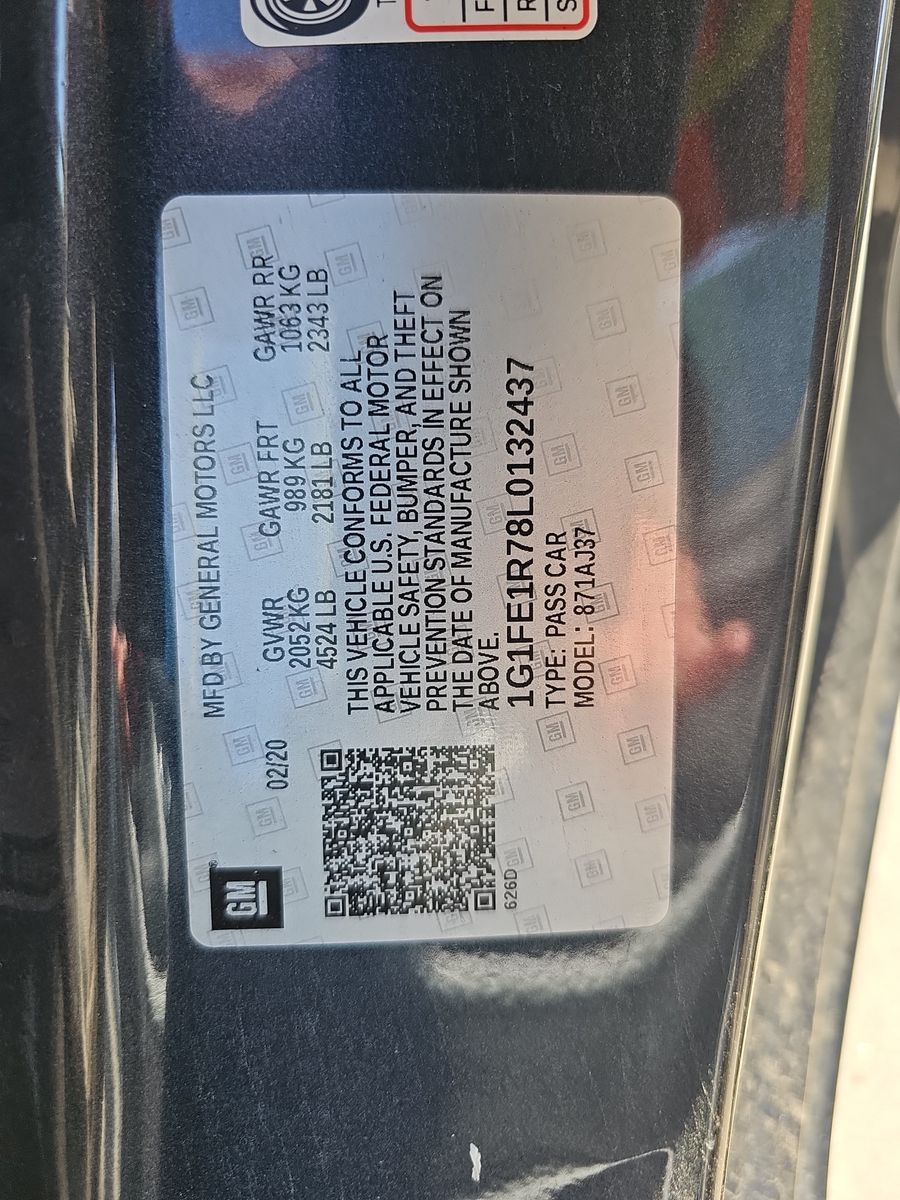 T
F
R
S
GM
MFD BY GENERAL MOTORS LLC
02/20
GVWR GAWR FRT GAWR RR
2052 KG 989 KG 1063 KG
4524 LB 2181 LB 2343 LB
THIS VEHICLE CONFORMS TO ALL
APPLICABLE U.S. FEDERAL MOTOR
VEHICLE SAFETY, BUMPER, AND THEFT
PREVENTION STANDARDS IN EFFECT ON
THE DATE OF MANUFACTURE SHOWN
ABOVE.
626D
1G1FE1R78L0132437
TYPE: PASS CAR
MODEL: 871AJ37